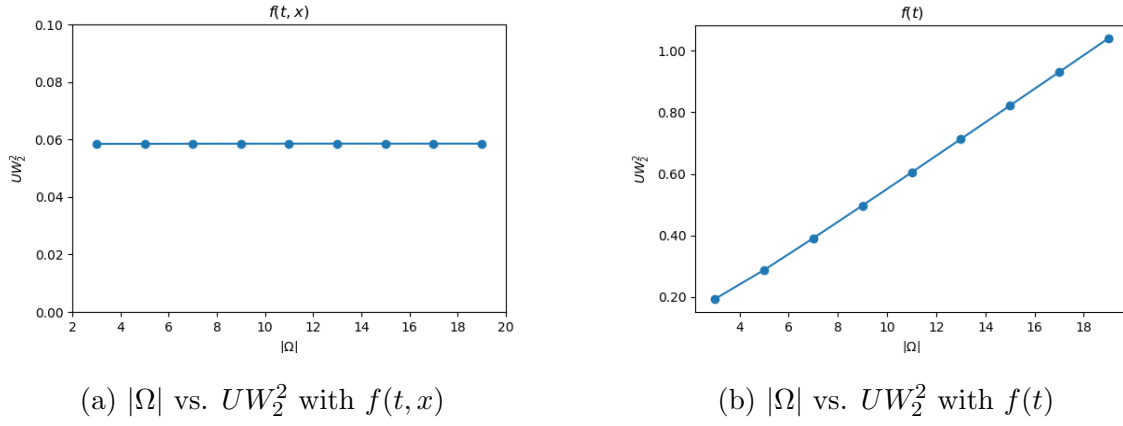 f(t, x)
0.10
0.08
UW₂²
0.06
0.04
0.02
0.00
2 4 6 8 10 12 14 16 18 20
|Ω|
(a) |Ω| vs. UW₂² with f(t, x)
f(t)
1.00
0.80
UW₂²
0.60
0.40
0.20
4 6 8 10 12 14 16 18
|Ω|
(b) |Ω| vs. UW₂² with f(t)